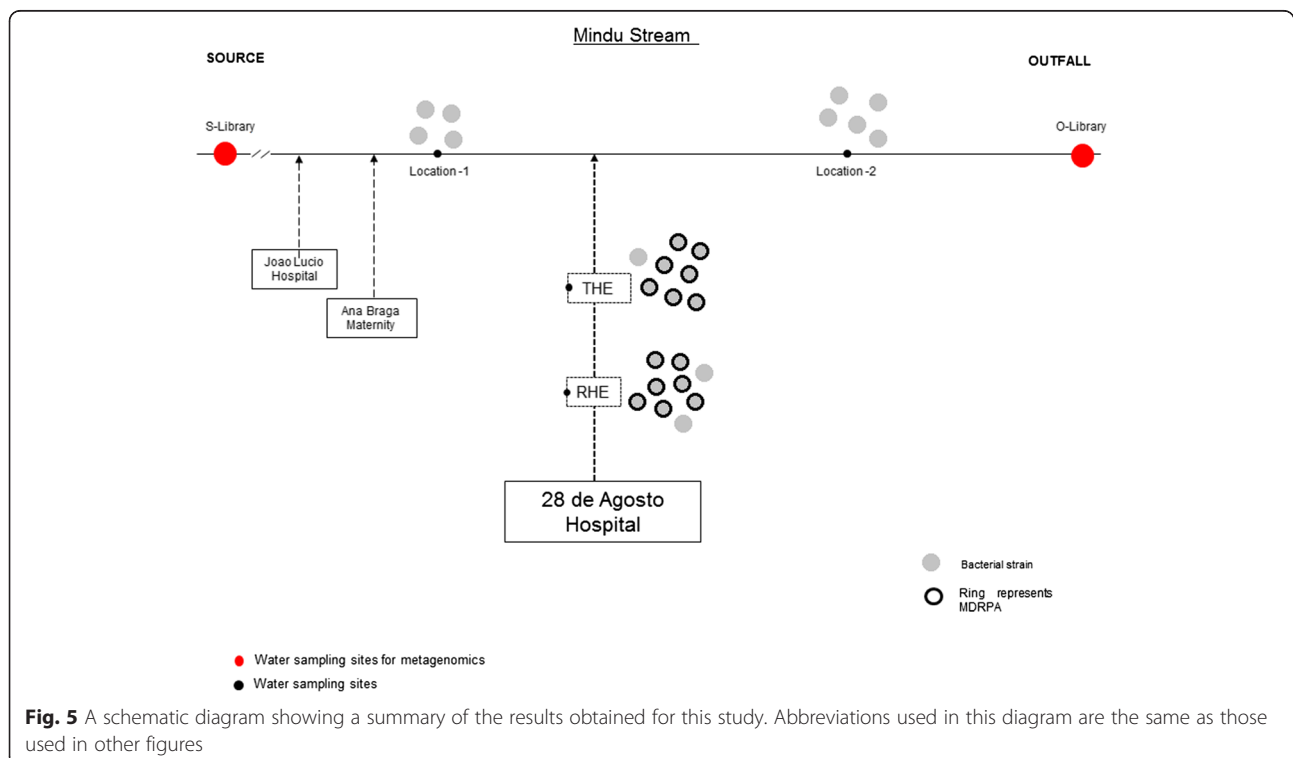 Mindu Stream
SOURCE
OUTFALL
S-Library
O-Library
Location-1
Location-2
Joao Lucio
Hospital
Ana Braga
Maternity
THE
RHE
28 de Agosto
Hospital
Bacterial strain
Ring represents
MDRPA
Water sampling sites for metagenomics
Water sampling sites
Fig. 5 A schematic diagram showing a summary of the results obtained for this study. Abbreviations used in this diagram are the same as those
used in other figures